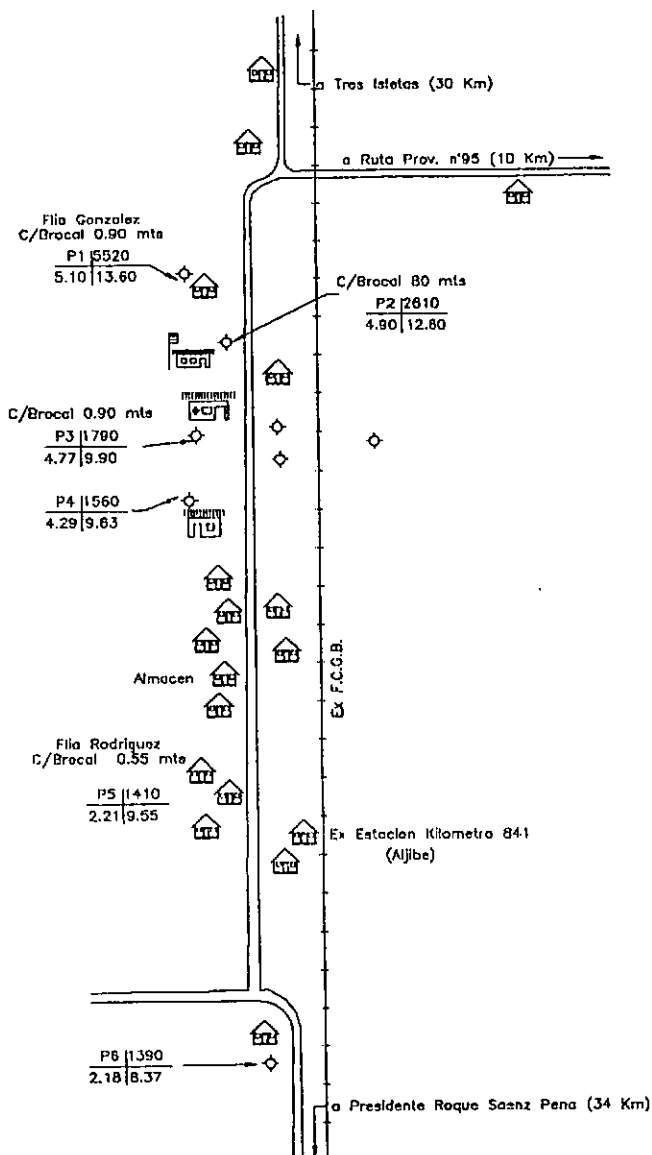 a Tres Isletas (30 Km)
a Ruta Prov. n'95 (10 Km)
Flia Gonzalez
C/Brocal 0.90 mts
P1 5520
5.10 13.60
C/Brocal 80 mts
P2 2610
4.90 12.60
C/Brocal 0.90 mts
P3 1790
4.77 9.90
P4 1560
4.29 9.63
Ex F.C.G.B.
Almacen
Flia Rodriguez
C/Brocal 0.55 mts
P5 1410
2.21 9.55
Ex Estacion Kilometro 841
(Aljibe)
P6 1390
2.18 8.37
a Presidente Roque Saenz Pena (34 Km)